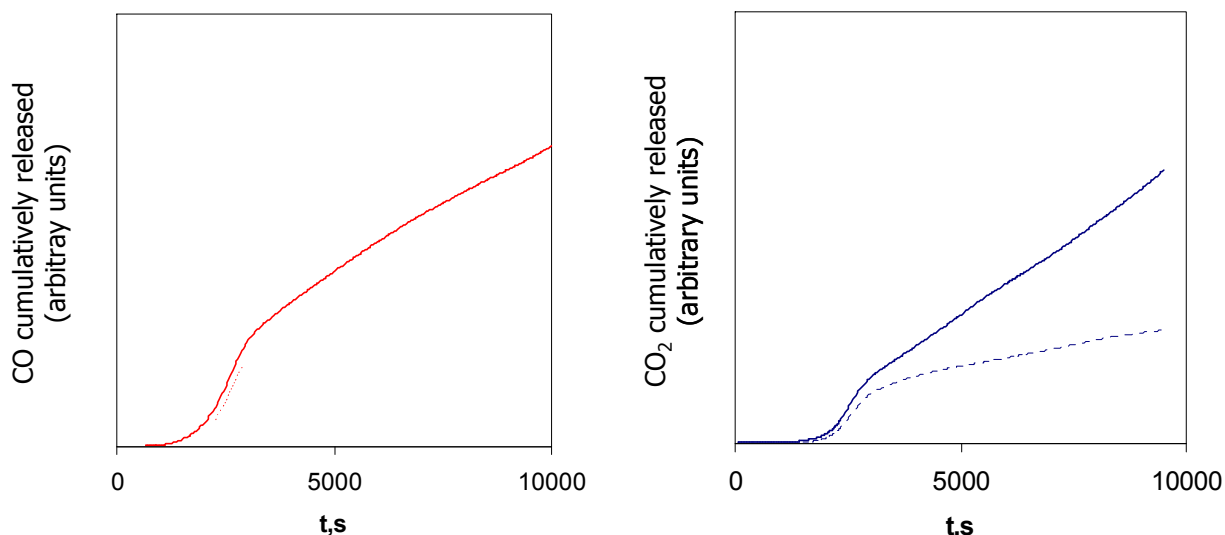 CO cumulatively released
(arbitray units)
0
5000
10000
t,s
CO₂ cumulatively released
(arbitrary units)
0
5000
10000
t.s